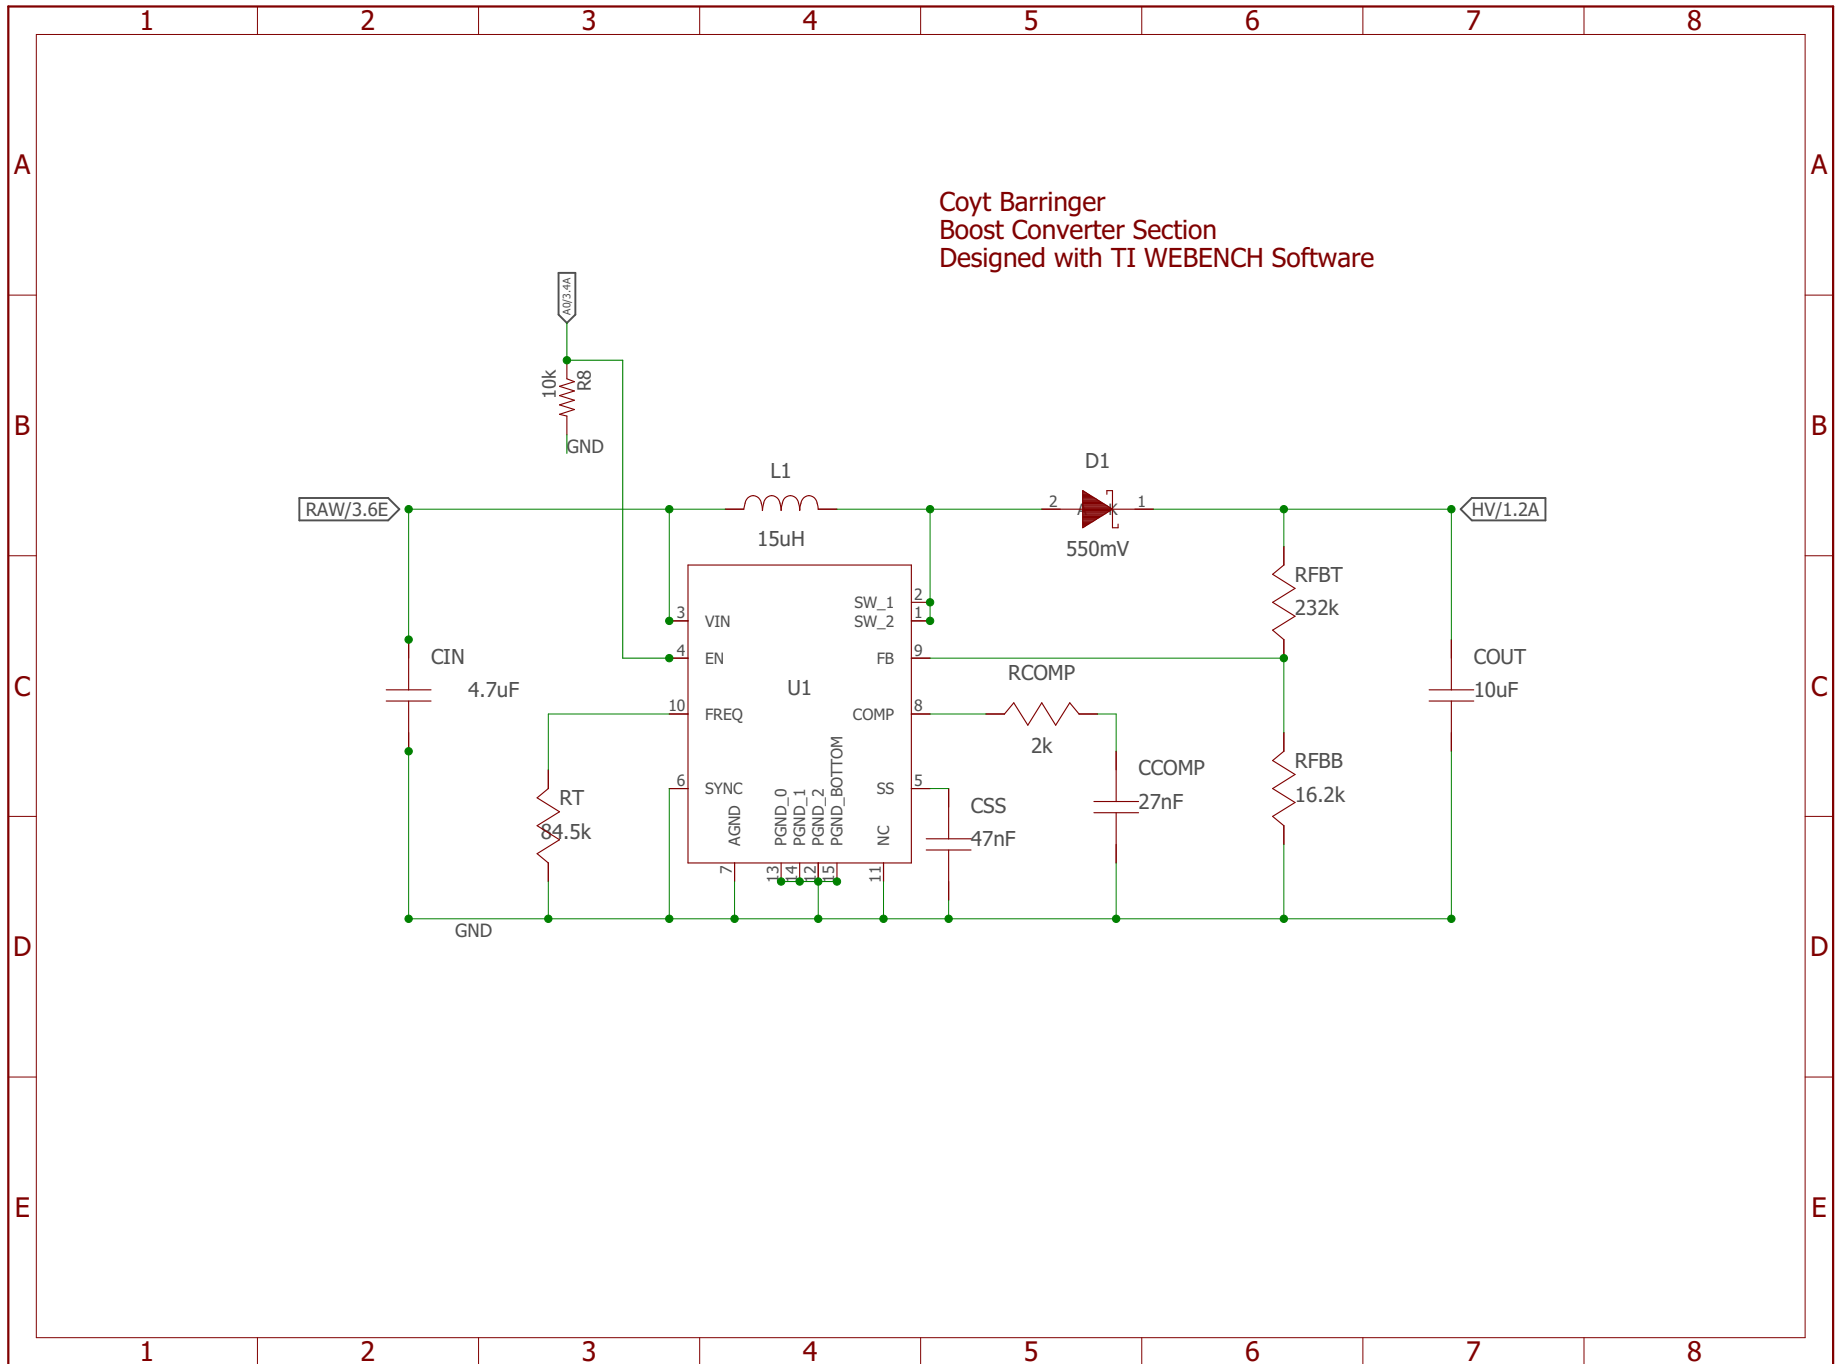 1 2 3 4 5 6 7 8
A A
Coyt Barringer
Boost Converter Section
Designed with TI WEBENCH Software
A0/3.4A
10k
R8
GND
B B
L1
D1
RAW/3.6E
2
A K
1
HV/1.2A
15uH
550mV
RFBT
232k
3 VIN
SW_1 2
SW_2 1
4 EN
FB 9
U1
CIN
4.7uF
RCOMP
COUT
10uF
C C
10 FREQ
COMP 8
2k
CCOMP
27nF
RFBB
16.2k
6 SYNC
SS 5
CSS
47nF
RT
84.5k
AGND
PGND_0
PGND_1
PGND_2
PGND_BOTTOM
NC
7
13
14
12
15
11
GND
D D
E E
1 2 3 4 5 6 7 8